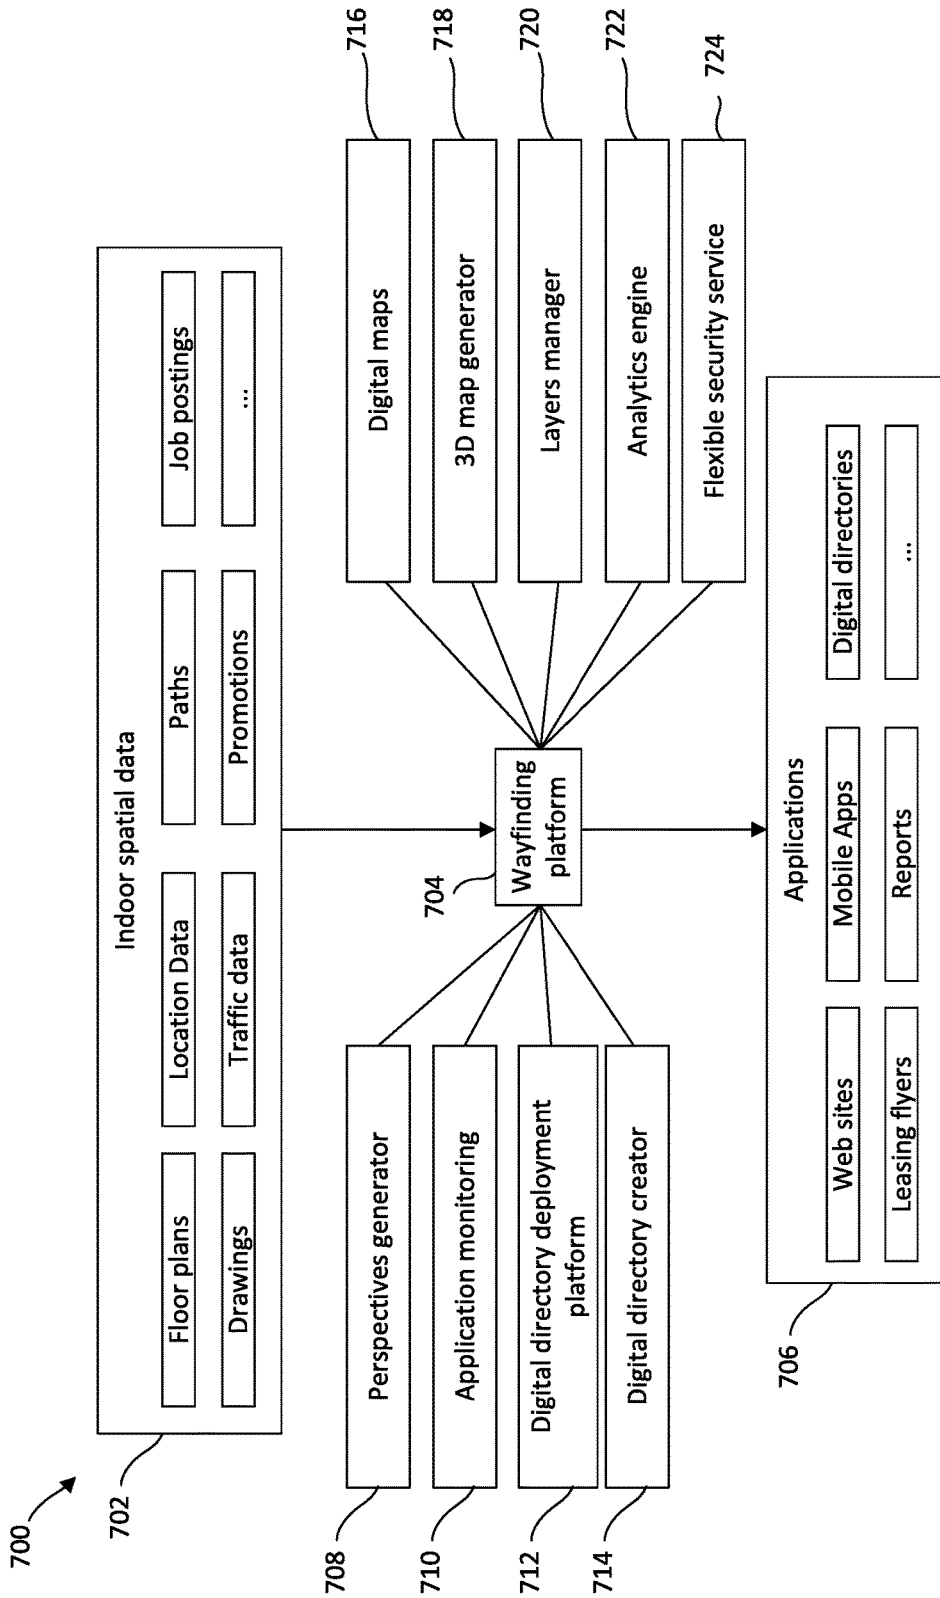 700
702
Indoor spatial data
Floor plans
Location Data
Paths
Job postings
Drawings
Traffic data
Promotions
...
708
Perspectives generator
710
Application monitoring
712
Digital directory deployment
platform
714
Digital directory creator
704
Wayfinding
platform
Digital maps
716
3D map generator
718
Layers manager
720
Analytics engine
722
Flexible security service
724
706
Applications
Web sites
Mobile Apps
Digital directories
Leasing flyers
Reports
...